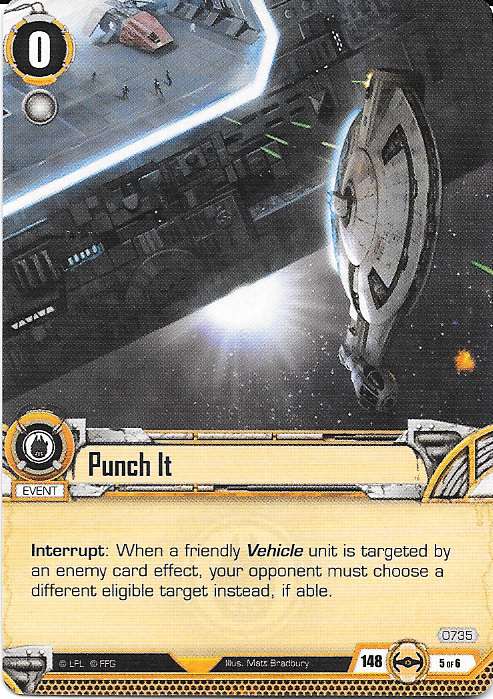 0
Punch It
EVENT
Interrupt: When a friendly Vehicle unit is targeted by
an enemy card effect, your opponent must choose a
different eligible target instead, if able.
0735
© LFL © FFG
Illus. Matt Bradbury
148
5 OF 6